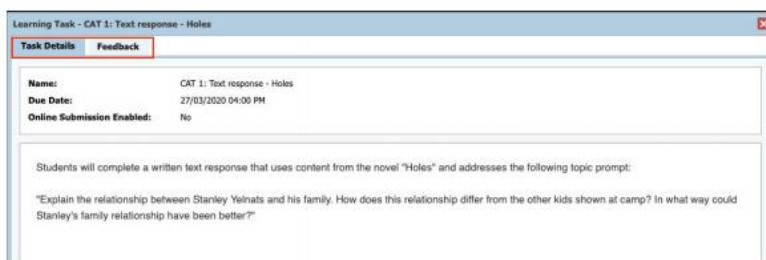 Learning Task - CAT 1: Text response - Holes
Task Details Feedback
Name: CAT 1: Text response - Holes
Due Date: 27/03/2020 04:00 PM
Online Submission Enabled: No
Students will complete a written text response that uses content from the novel "Holes" and addresses the following topic prompt:
"Explain the relationship between Stanley Yelnats and his family. How does this relationship differ from the other kids shown at camp? In what way could
Stanley's family relationship have been better?"